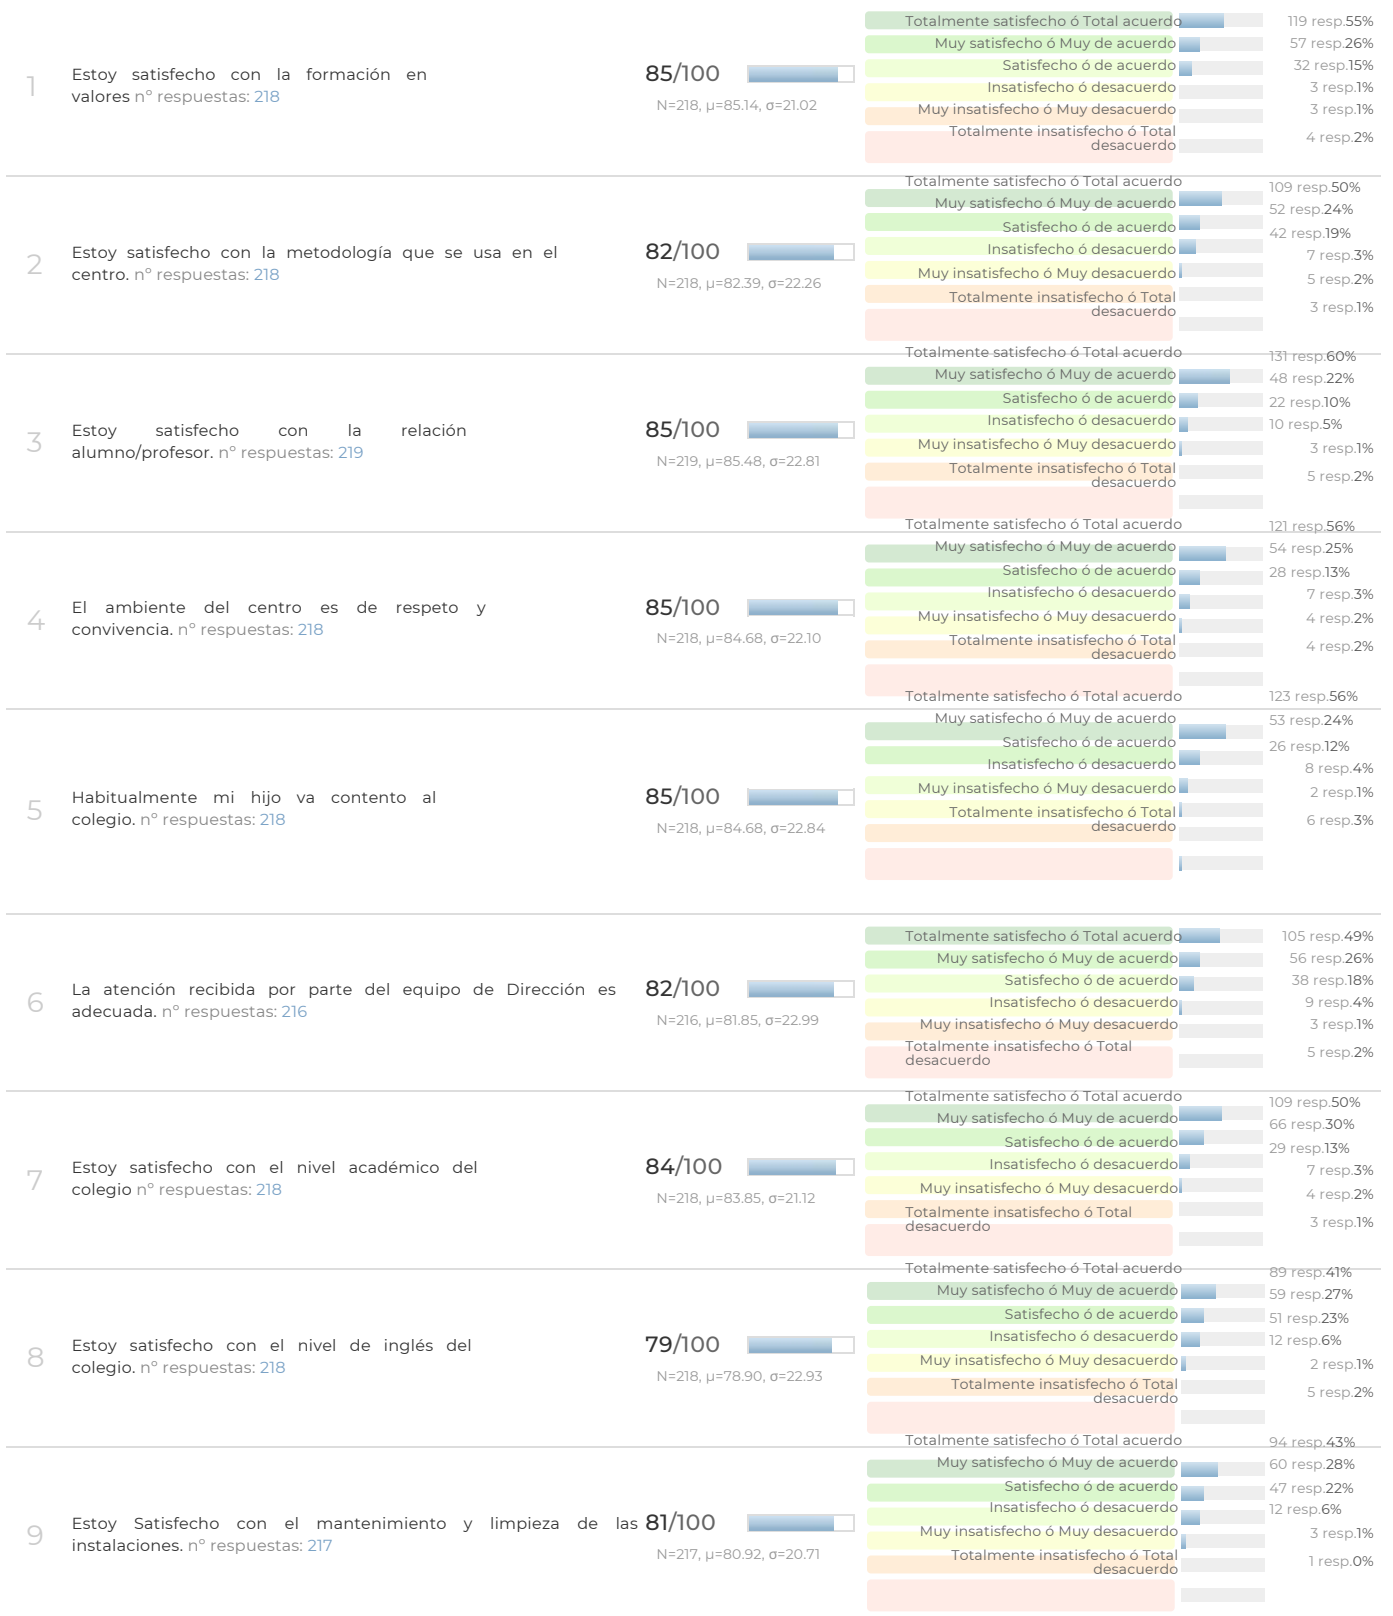 1
Estoy satisfecho con la formación en
valores nº respuestas: 218
85/100
N=218, μ=85.14, σ=21.02
Totalmente satisfecho ó Total acuerdo 119 resp.55%
Muy satisfecho ó Muy de acuerdo 57 resp.26%
Satisfecho ó de acuerdo 32 resp.15%
Insatisfecho ó desacuerdo 3 resp.1%
Muy insatisfecho ó Muy desacuerdo 3 resp.1%
Totalmente insatisfecho ó Total
desacuerdo 4 resp.2%
2
Estoy satisfecho con la metodología que se usa en el
centro. nº respuestas: 218
82/100
N=218, μ=82.39, σ=22.26
Totalmente satisfecho ó Total acuerdo 109 resp.50%
Muy satisfecho ó Muy de acuerdo 52 resp.24%
Satisfecho ó de acuerdo 42 resp.19%
Insatisfecho ó desacuerdo 7 resp.3%
Muy insatisfecho ó Muy desacuerdo 5 resp.2%
Totalmente insatisfecho ó Total
desacuerdo 3 resp.1%
3
Estoy satisfecho con la relación
alumno/profesor. nº respuestas: 219
85/100
N=219, μ=85.48, σ=22.81
Totalmente satisfecho ó Total acuerdo 131 resp.60%
Muy satisfecho ó Muy de acuerdo 48 resp.22%
Satisfecho ó de acuerdo 22 resp.10%
Insatisfecho ó desacuerdo 10 resp.5%
Muy insatisfecho ó Muy desacuerdo 3 resp.1%
Totalmente insatisfecho ó Total
desacuerdo 5 resp.2%
4
El ambiente del centro es de respeto y
convivencia. nº respuestas: 218
85/100
N=218, μ=84.68, σ=22.10
Totalmente satisfecho ó Total acuerdo 121 resp.56%
Muy satisfecho ó Muy de acuerdo 54 resp.25%
Satisfecho ó de acuerdo 28 resp.13%
Insatisfecho ó desacuerdo 7 resp.3%
Muy insatisfecho ó Muy desacuerdo 4 resp.2%
Totalmente insatisfecho ó Total
desacuerdo 4 resp.2%
5
Habitualmente mi hijo va contento al
colegio. nº respuestas: 218
85/100
N=218, μ=84.68, σ=22.84
Totalmente satisfecho ó Total acuerdo 123 resp.56%
Muy satisfecho ó Muy de acuerdo 53 resp.24%
Satisfecho ó de acuerdo 26 resp.12%
Insatisfecho ó desacuerdo 8 resp.4%
Muy insatisfecho ó Muy desacuerdo 2 resp.1%
Totalmente insatisfecho ó Total
desacuerdo 6 resp.3%
6
La atención recibida por parte del equipo de Dirección es
adecuada. nº respuestas: 216
82/100
N=216, μ=81.85, σ=22.99
Totalmente satisfecho ó Total acuerdo 105 resp.49%
Muy satisfecho ó Muy de acuerdo 56 resp.26%
Satisfecho ó de acuerdo 38 resp.18%
Insatisfecho ó desacuerdo 9 resp.4%
Muy insatisfecho ó Muy desacuerdo 3 resp.1%
Totalmente insatisfecho ó Total
desacuerdo 5 resp.2%
7
Estoy satisfecho con el nivel académico del
colegio nº respuestas: 218
84/100
N=218, μ=83.85, σ=21.12
Totalmente satisfecho ó Total acuerdo 109 resp.50%
Muy satisfecho ó Muy de acuerdo 66 resp.30%
Satisfecho ó de acuerdo 29 resp.13%
Insatisfecho ó desacuerdo 7 resp.3%
Muy insatisfecho ó Muy desacuerdo 4 resp.2%
Totalmente insatisfecho ó Total
desacuerdo 3 resp.1%
8
Estoy satisfecho con el nivel de inglés del
colegio. nº respuestas: 218
79/100
N=218, μ=78.90, σ=22.93
Totalmente satisfecho ó Total acuerdo 89 resp.41%
Muy satisfecho ó Muy de acuerdo 59 resp.27%
Satisfecho ó de acuerdo 51 resp.23%
Insatisfecho ó desacuerdo 12 resp.6%
Muy insatisfecho ó Muy desacuerdo 2 resp.1%
Totalmente insatisfecho ó Total
desacuerdo 5 resp.2%
9
Estoy Satisfecho con el mantenimiento y limpieza de las
instalaciones. nº respuestas: 217
81/100
N=217, μ=80.92, σ=20.71
Totalmente satisfecho ó Total acuerdo 94 resp.43%
Muy satisfecho ó Muy de acuerdo 60 resp.28%
Satisfecho ó de acuerdo 47 resp.22%
Insatisfecho ó desacuerdo 12 resp.6%
Muy insatisfecho ó Muy desacuerdo 3 resp.1%
Totalmente insatisfecho ó Total
desacuerdo 1 resp.0%